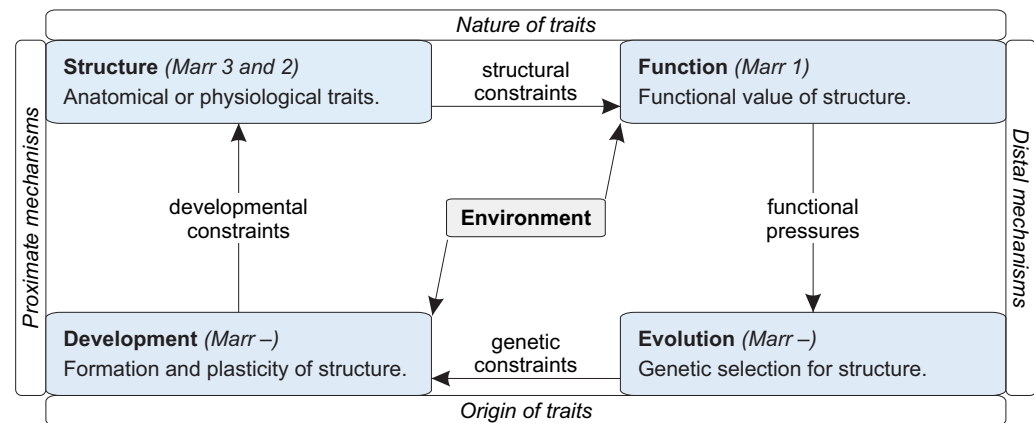 Nature of traits
Proximate mechanisms
Structure (Marr 3 and 2)
Anatomical or physiological traits.
structural
constraints
Function (Marr 1)
Functional value of structure.
Distal mechanisms
developmental
constraints
Environment
functional
pressures
Development (Marr –)
Formation and plasticity of structure.
genetic
constraints
Evolution (Marr –)
Genetic selection for structure.
Origin of traits